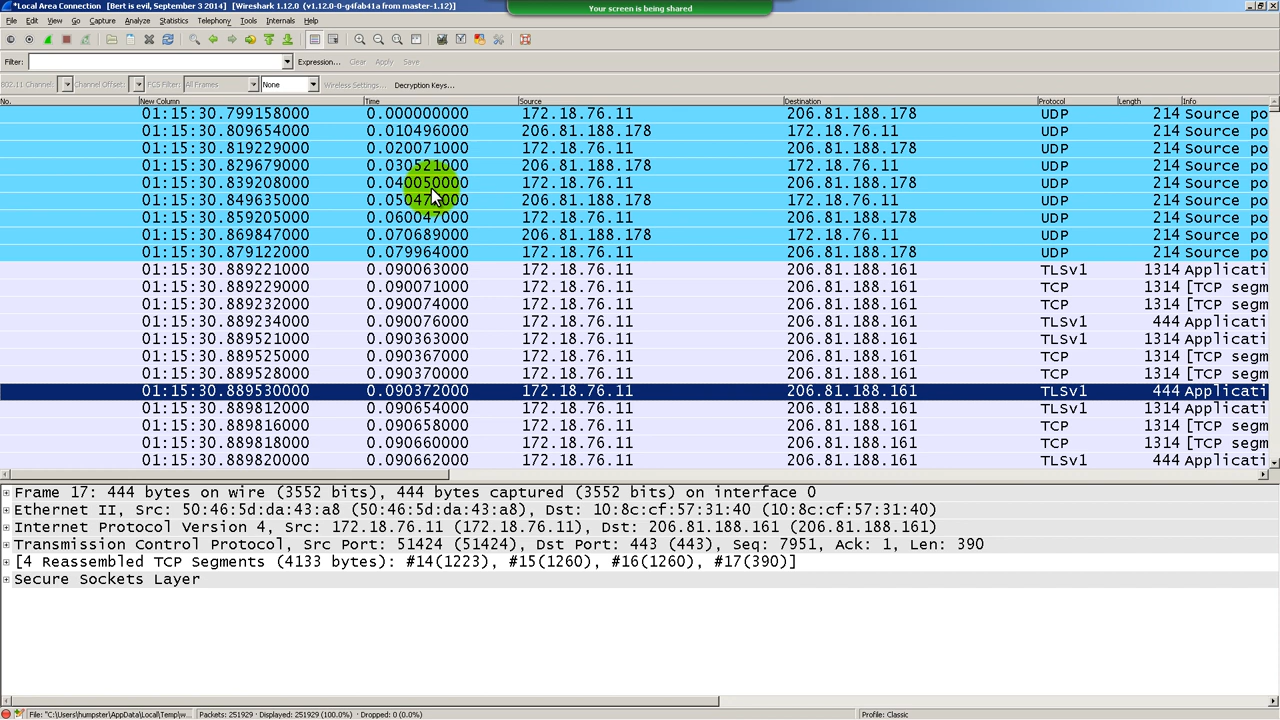 *Local Area Connection [Bert is evil, September 3 2014] [Wireshark 1.12.0 (v1.12.0-0-g4fab41a from master-1.12)]
Your screen is being shared
File Edit View Go Capture Analyze Statistics Telephony Tools Internals Help
Filter: Expression... Clear Apply Save
802.11 Channel: Channel Offset: FCS Filter: All Frames None Wireless Settings... Decryption Keys...
No. New Column Time Source Destination Protocol Length Info
01:15:30.799158000 0.000000000 172.18.76.11 206.81.188.178 UDP 214 Source po
01:15:30.809654000 0.010496000 206.81.188.178 172.18.76.11 UDP 214 Source po
01:15:30.819229000 0.020071000 172.18.76.11 206.81.188.178 UDP 214 Source po
01:15:30.829679000 0.030521000 206.81.188.178 172.18.76.11 UDP 214 Source po
01:15:30.839208000 0.040050000 172.18.76.11 206.81.188.178 UDP 214 Source po
01:15:30.849635000 206.81.188.178 172.18.76.11 UDP 214 Source po
01:15:30.859205000 0.060047000 172.18.76.11 206.81.188.178 UDP 214 Source po
01:15:30.869847000 0.070689000 206.81.188.178 172.18.76.11 UDP 214 Source po
01:15:30.879122000 0.079964000 172.18.76.11 206.81.188.178 UDP 214 Source po
01:15:30.889221000 0.090063000 172.18.76.11 206.81.188.161 TLSv1 1314 Applicati
01:15:30.889229000 0.090071000 172.18.76.11 206.81.188.161 TCP 1314 [TCP segm
01:15:30.889232000 0.090074000 172.18.76.11 206.81.188.161 TCP 1314 [TCP segm
01:15:30.889234000 0.090076000 172.18.76.11 206.81.188.161 TLSv1 444 Applicati
01:15:30.889521000 0.090363000 172.18.76.11 206.81.188.161 TLSv1 1314 Applicati
01:15:30.889525000 0.090367000 172.18.76.11 206.81.188.161 TCP 1314 [TCP segm
01:15:30.889528000 0.090370000 172.18.76.11 206.81.188.161 TCP 1314 [TCP segm
01:15:30.889530000 0.090372000 172.18.76.11 206.81.188.161 TLSv1 444 Applicati
01:15:30.889812000 0.090654000 172.18.76.11 206.81.188.161 TLSv1 1314 Applicati
01:15:30.889816000 0.090658000 172.18.76.11 206.81.188.161 TCP 1314 [TCP segm
01:15:30.889818000 0.090660000 172.18.76.11 206.81.188.161 TCP 1314 [TCP segm
01:15:30.889820000 0.090662000 172.18.76.11 206.81.188.161 TLSv1 444 Applicati
Frame 17: 444 bytes on wire (3552 bits), 444 bytes captured (3552 bits) on interface 0
Ethernet II, Src: 50:46:5d:da:43:a8 (50:46:5d:da:43:a8), Dst: 10:8c:cf:57:31:40 (10:8c:cf:57:31:40)
Internet Protocol Version 4, Src: 172.18.76.11 (172.18.76.11), Dst: 206.81.188.161 (206.81.188.161)
Transmission Control Protocol, Src Port: 51424 (51424), Dst Port: 443 (443), Seq: 7951, Ack: 1, Len: 390
[4 Reassembled TCP Segments (4133 bytes): #14(1223), #15(1260), #16(1260), #17(390)]
Secure Sockets Layer
File: "C:\Users\humpster\AppData\Local\Temp\w... Packets: 251929 · Displayed: 251929 (100.0%) · Dropped: 0 (0.0%) Profile: Classic